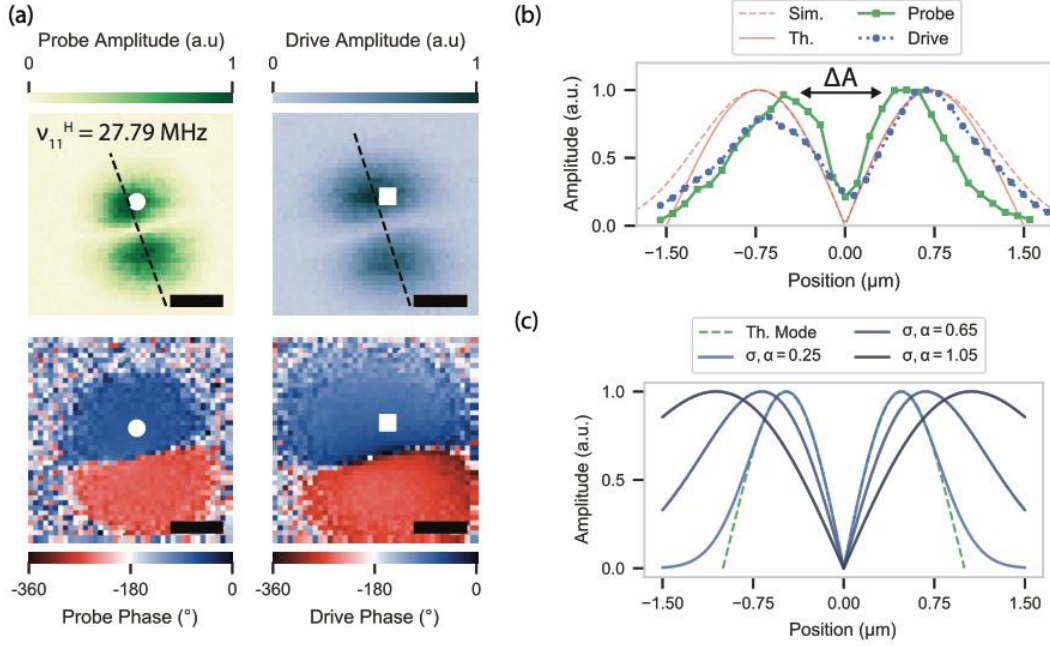 (a)
Probe Amplitude (a.u)
0 1
Drive Amplitude (a.u)
0 1
ν₁₁ᴴ = 27.79 MHz
-360 -180 0
Probe Phase (°)
-360 -180 0
Drive Phase (°)
(b)
Sim. Probe
Th. Drive
ΔA
1.0
0.5
0.0
Amplitude (a.u.)
−1.50 −0.75 0.00 0.75 1.50
Position (μm)
(c)
Th. Mode σ, α = 0.65
σ, α = 0.25 σ, α = 1.05
1.0
0.5
0.0
Amplitude (a.u.)
−1.50 −0.75 0.00 0.75 1.50
Position (μm)